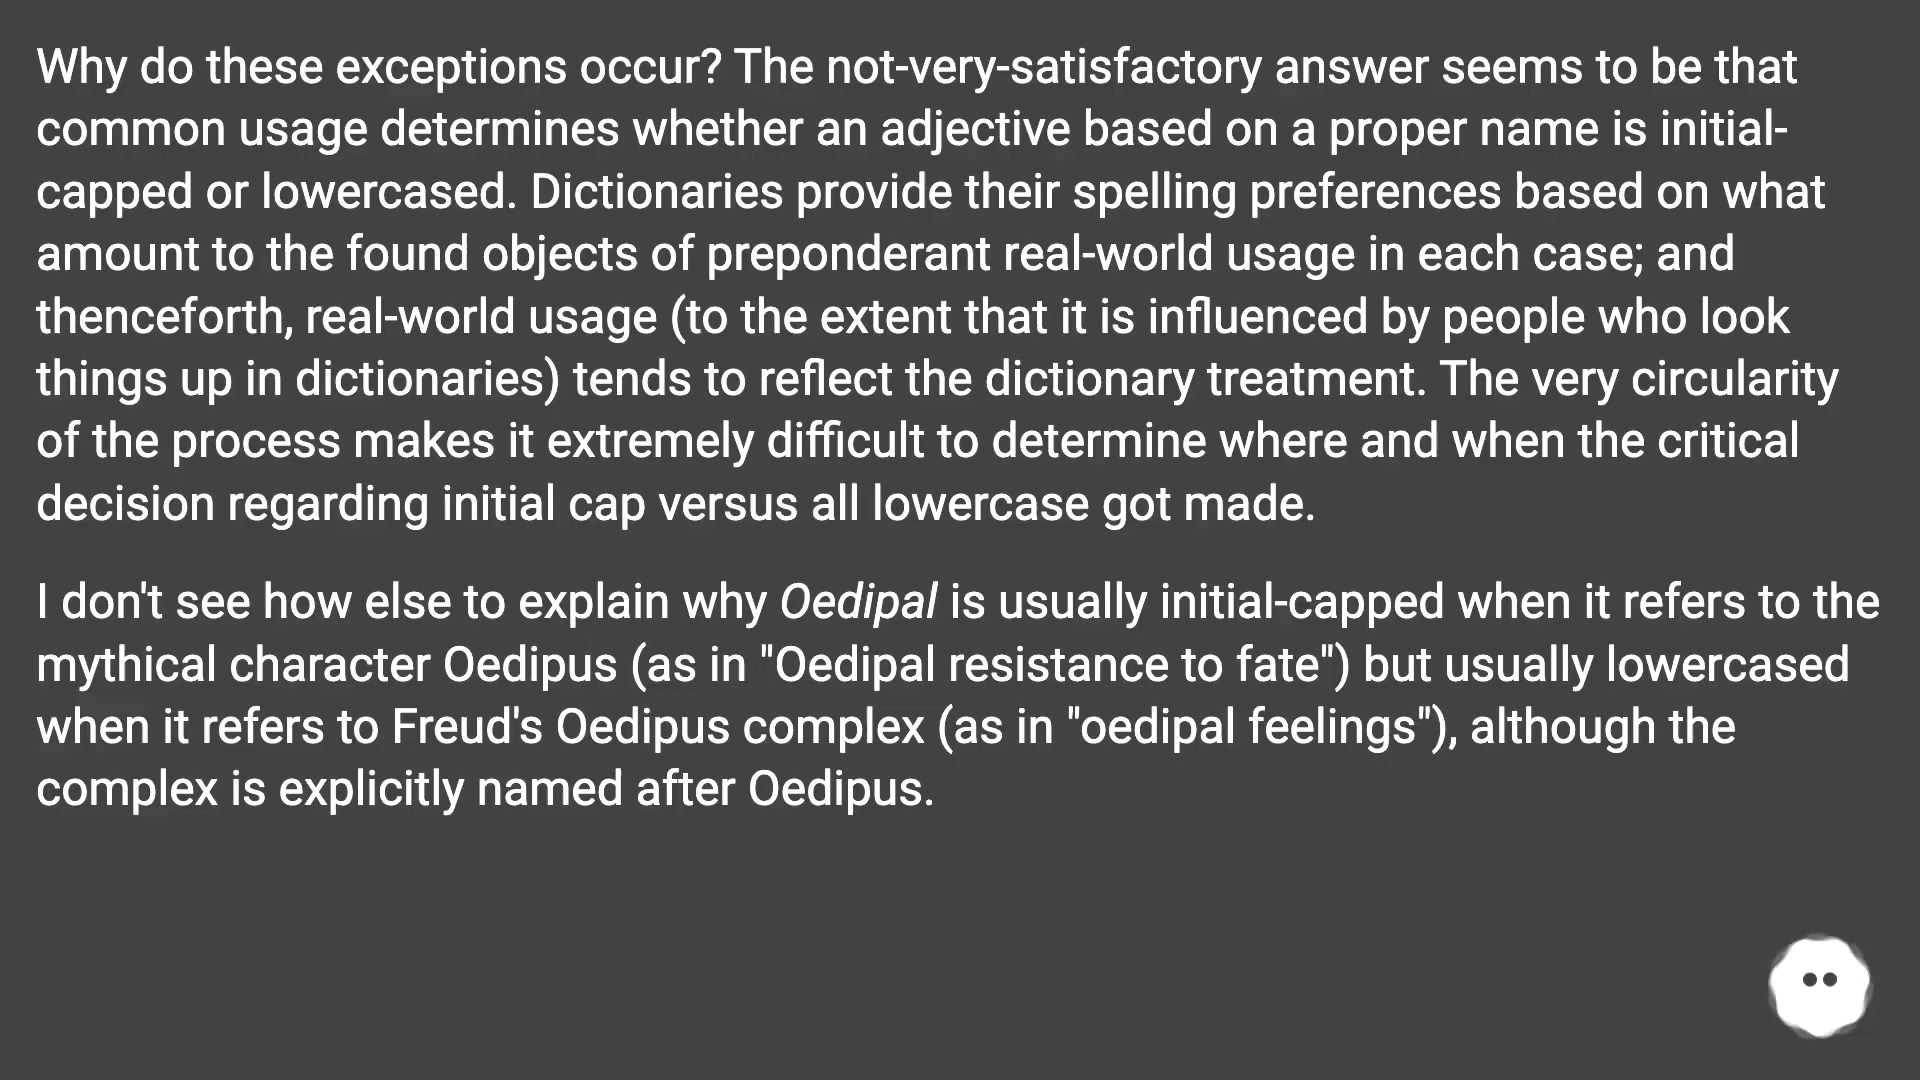 Why do these exceptions occur? The not-very-satisfactory answer seems to be that
common usage determines whether an adjective based on a proper name is initial-
capped or lowercased. Dictionaries provide their spelling preferences based on what
amount to the found objects of preponderant real-world usage in each case; and
thenceforth, real-world usage (to the extent that it is influenced by people who look
things up in dictionaries) tends to reflect the dictionary treatment. The very circularity
of the process makes it extremely difficult to determine where and when the critical
decision regarding initial cap versus all lowercase got made.
I don't see how else to explain why Oedipal is usually initial-capped when it refers to the
mythical character Oedipus (as in "Oedipal resistance to fate") but usually lowercased
when it refers to Freud's Oedipus complex (as in "oedipal feelings"), although the
complex is explicitly named after Oedipus.